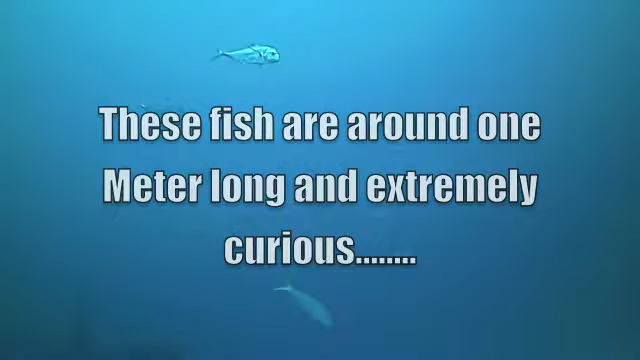 These fish are around one
Meter long and extremely
curious........